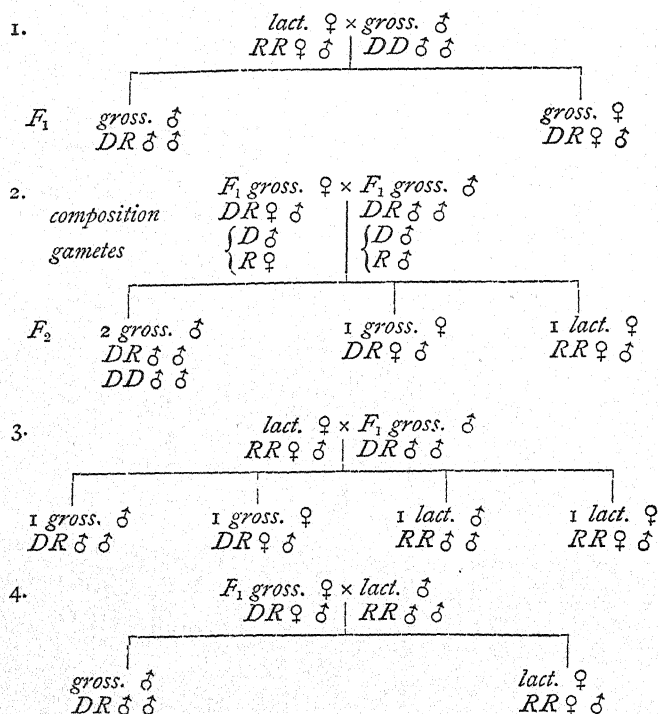 1.
lact. ♀ × gross. ♂
RR ♀ ♂ | DD ♂ ♂
F₁ gross. ♂ gross. ♀
DR ♂ ♂ DR ♀ ♂
2.
F₁ gross. ♀ × F₁ gross. ♂
composition DR ♀ ♂ DR ♂ ♂
gametes { D ♂ { D ♂
{ R ♀ { R ♂
F₂ 2 gross. ♂ 1 gross. ♀ 1 lact. ♀
DR ♂ ♂ DR ♀ ♂ RR ♀ ♂
DD ♂ ♂
3.
lact. ♀ × F₁ gross. ♂
RR ♀ ♂ | DR ♂ ♂
1 gross. ♂ 1 gross. ♀ 1 lact. ♂ 1 lact. ♀
DR ♂ ♂ DR ♀ ♂ RR ♂ ♂ RR ♀ ♂
4.
F₁ gross. ♀ × lact. ♂
DR ♀ ♂ | RR ♂ ♂
gross. ♂ lact. ♀
DR ♂ ♂ RR ♀ ♂